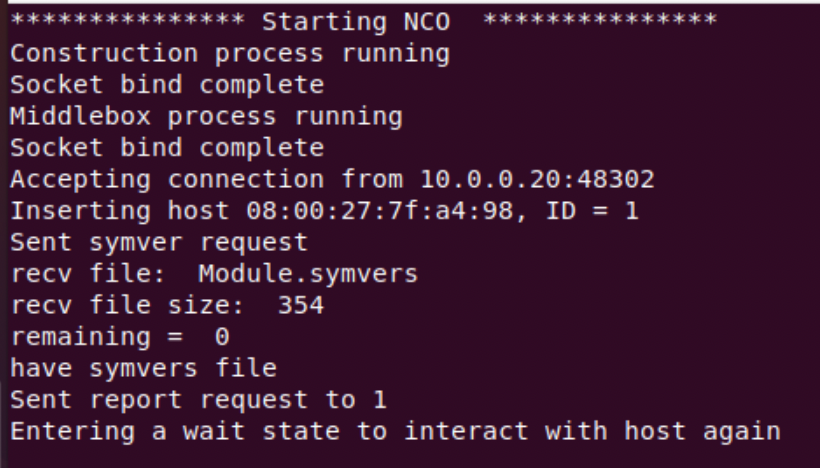 *************** Starting NCO  ***************
Construction process running
Socket bind complete
Middlebox process running
Socket bind complete
Accepting connection from 10.0.0.20:48302
Inserting host 08:00:27:7f:a4:98, ID = 1
Sent symver request
recv file:  Module.symvers
recv file size:  354
remaining =  0
have symvers file
Sent report request to 1
Entering a wait state to interact with host again